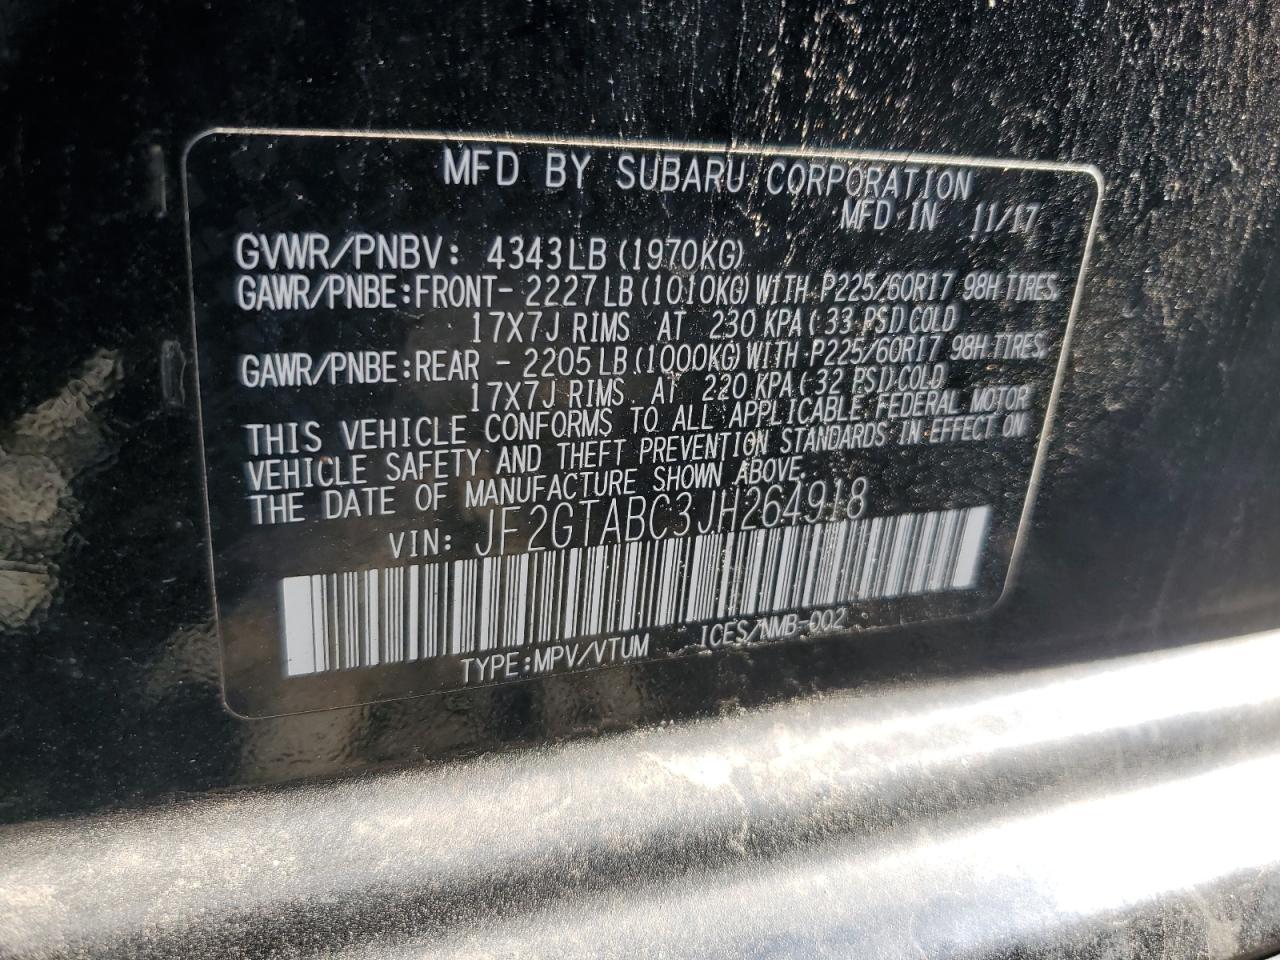 MFD BY SUBARU CORPORATION
MFD IN 11/17
GVWR/PNBV: 4343LB (1970KG)
GAWR/PNBE:FRONT- 2227 LB (1010KG) WITH P225/60R17 98H TIRES,
17X7J RIMS AT 230 KPA ( 33 PSI) COLD
GAWR/PNBE:REAR - 2205 LB (1000KG) WITH P225/60R17 98H TIRES,
17X7J RIMS AT 220 KPA ( 32 PSI) COLD
THIS VEHICLE CONFORMS TO ALL APPLICABLE FEDERAL MOTOR
VEHICLE SAFETY AND THEFT PREVENTION STANDARDS IN EFFECT ON
THE DATE OF MANUFACTURE SHOWN ABOVE.
VIN: JF2GTABC3JH264918
TYPE:MPV/VTUM ICES/NMB-002